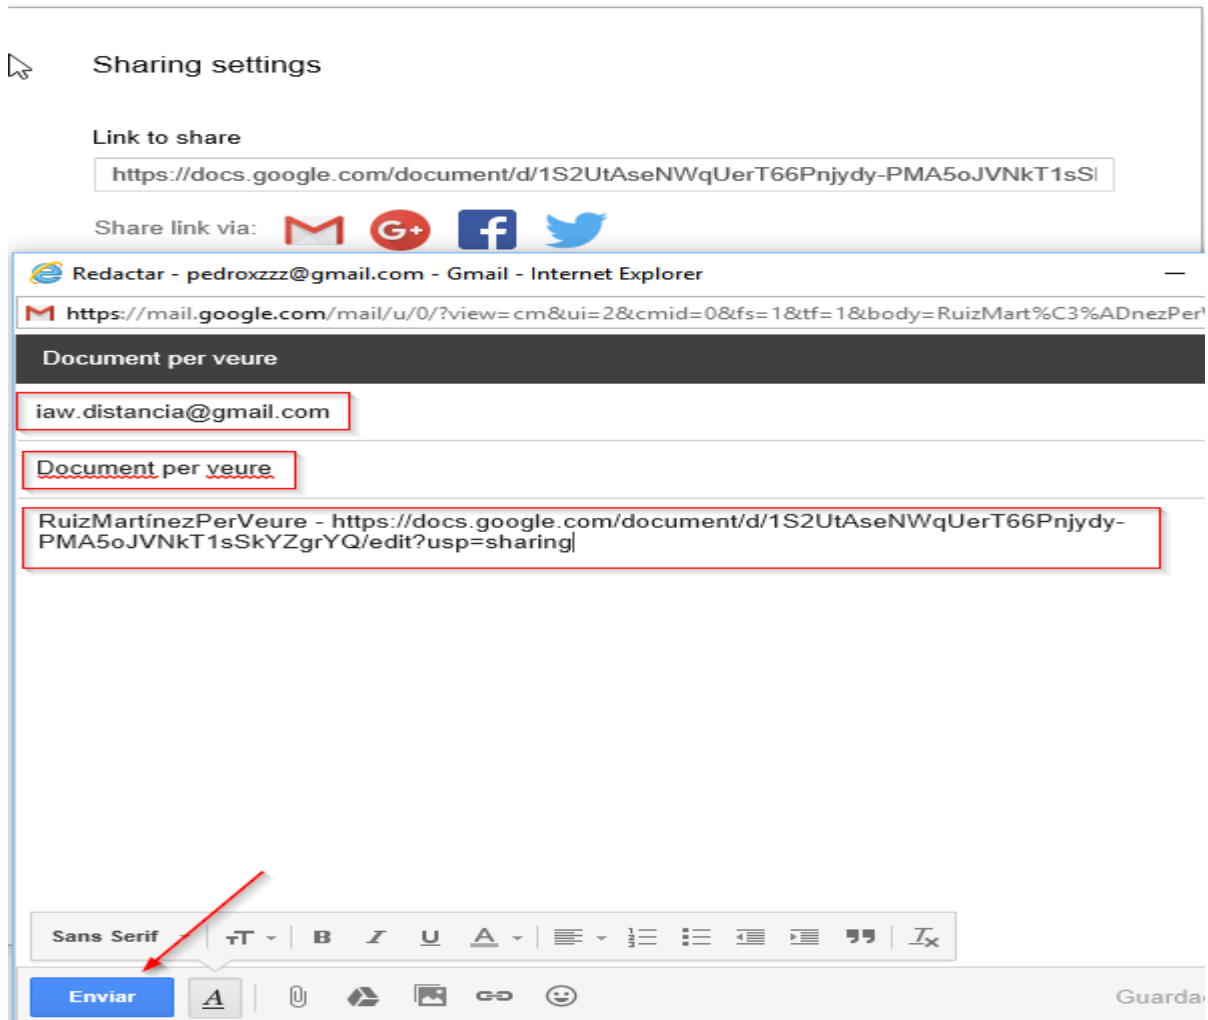 Sharing settings
Link to share
https://docs.google.com/document/d/1S2UtAseNWqUerT66Pnjydy-PMA5oJVNkT1sS
Share link via:
Redactar - pedroxzzz@gmail.com - Gmail - Internet Explorer
https://mail.google.com/mail/u/0/?view=cm&ui=2&cmid=0&fs=1&tf=1&body=RuizMart%C3%ADnezPer
Document per veure
iaw.distancia@gmail.com
Document per veure
RuizMartínezPerVeure - https://docs.google.com/document/d/1S2UtAseNWqUerT66Pnjydy-
PMA5oJVNkT1sSkYZgrYQ/edit?usp=sharing
Sans Serif
Enviar
Guarda